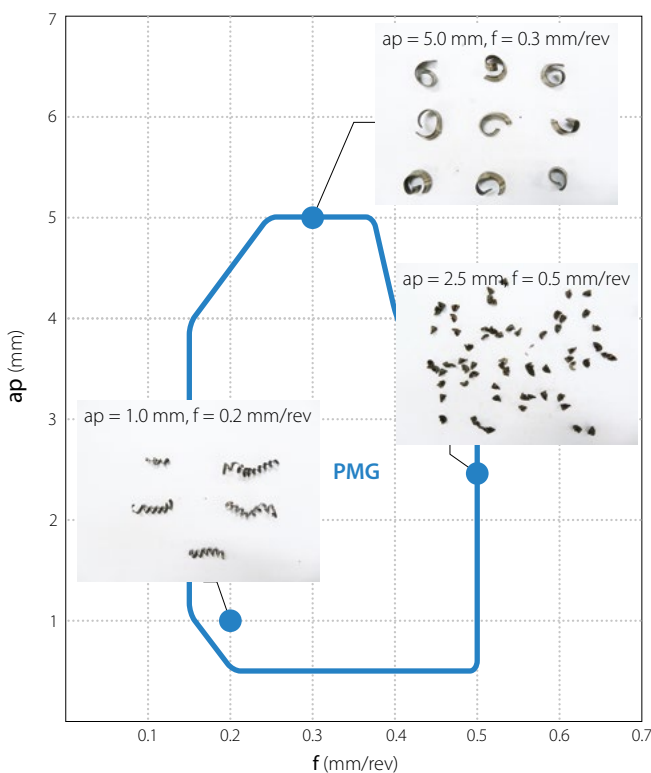 7
ap = 5.0 mm, f = 0.3 mm/rev
6
5
ap = 2.5 mm, f = 0.5 mm/rev
4
ap (mm)
3
ap = 1.0 mm, f = 0.2 mm/rev
PMG
2
1
0.1 0.2 0.3 0.4 0.5 0.6 0.7
f (mm/rev)